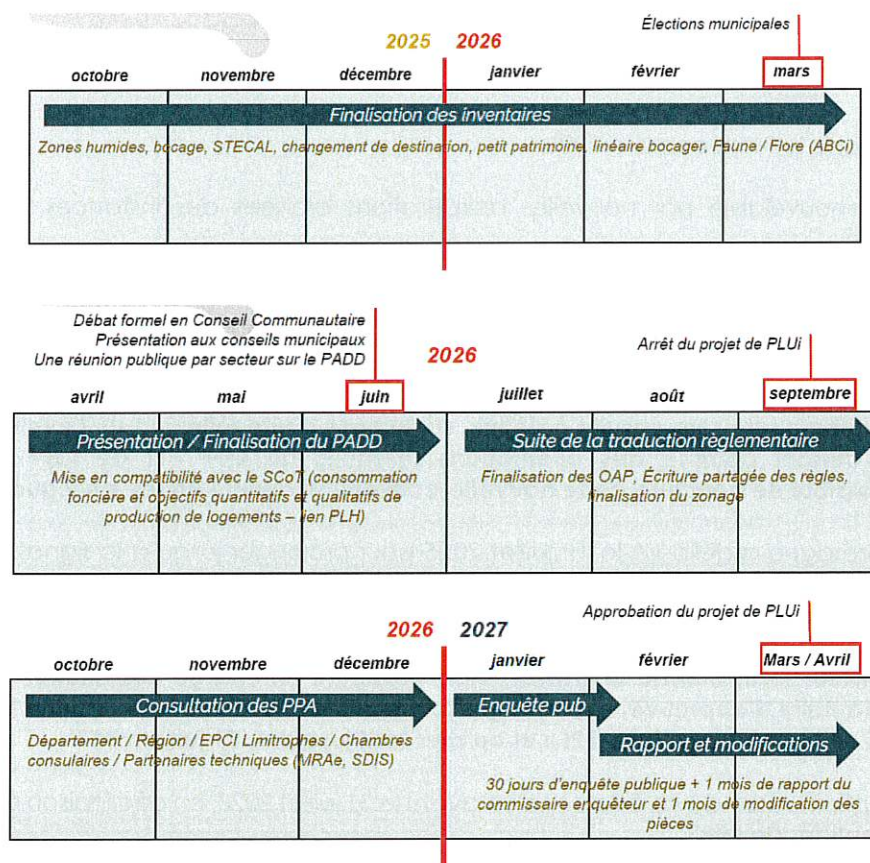 Élections municipales
2025 2026
octobre novembre décembre janvier février mars
Finalisation des inventaires
Zones humides, bocage, STECAL, changement de destination, petit patrimoine, linéaire bocager, Faune / Flore (ABCi)
Débat formel en Conseil Communautaire
Présentation aux conseils municipaux
Une réunion publique par secteur sur le PADD
2026
Arrêt du projet de PLUi
avril mai juin juillet août septembre
Présentation / Finalisation du PADD
Mise en compatibilité avec le SCoT (consommation
foncière et objectifs quantitatifs et qualitatifs de
production de logements – lien PLH)
Suite de la traduction règlementaire
Finalisation des OAP, Écriture partagée des règles,
finalisation du zonage
Approbation du projet de PLUi
2026 2027
octobre novembre décembre janvier février Mars / Avril
Consultation des PPA
Département / Région / EPCI Limitrophes / Chambres
consulaires / Partenaires techniques (MRAe, SDIS)
Enquête pub
Rapport et modifications
30 jours d'enquête publique + 1 mois de rapport du
commissaire enquêteur et 1 mois de modification des
pièces